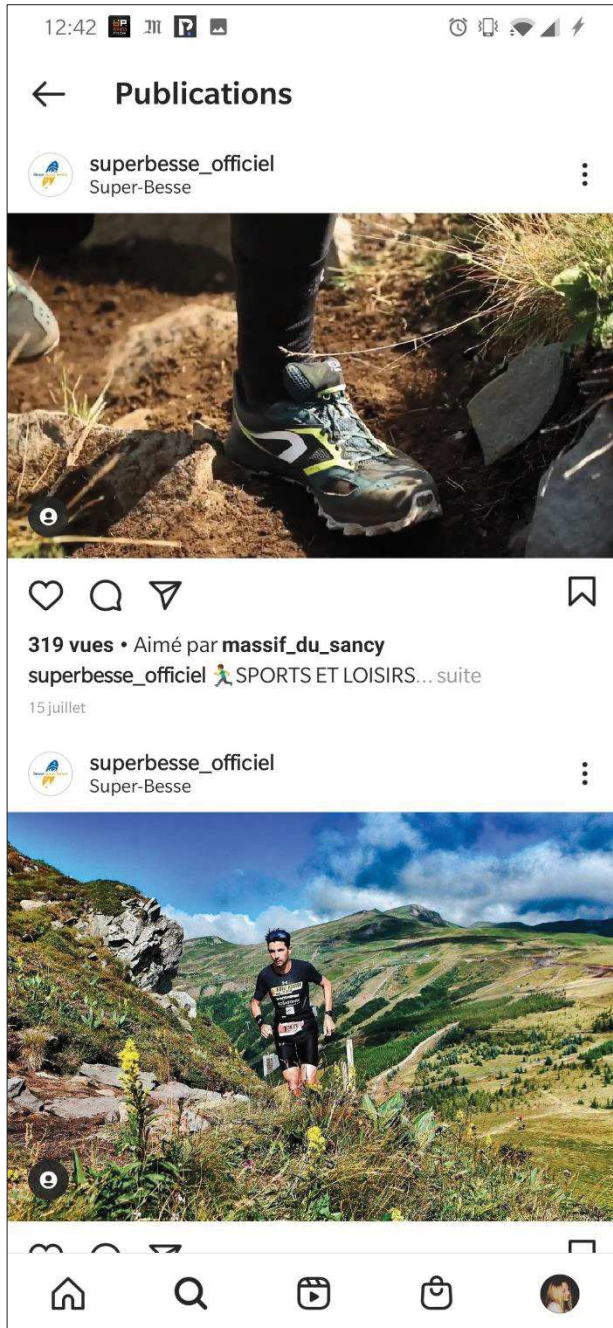 12:42
Publications
superbesse_officiel
Super-Besse
319 vues • Aimé par massif_du_sancy
superbesse_officiel 🏃‍♂️ SPORTS ET LOISIRS... suite
15 juillet
superbesse_officiel
Super-Besse